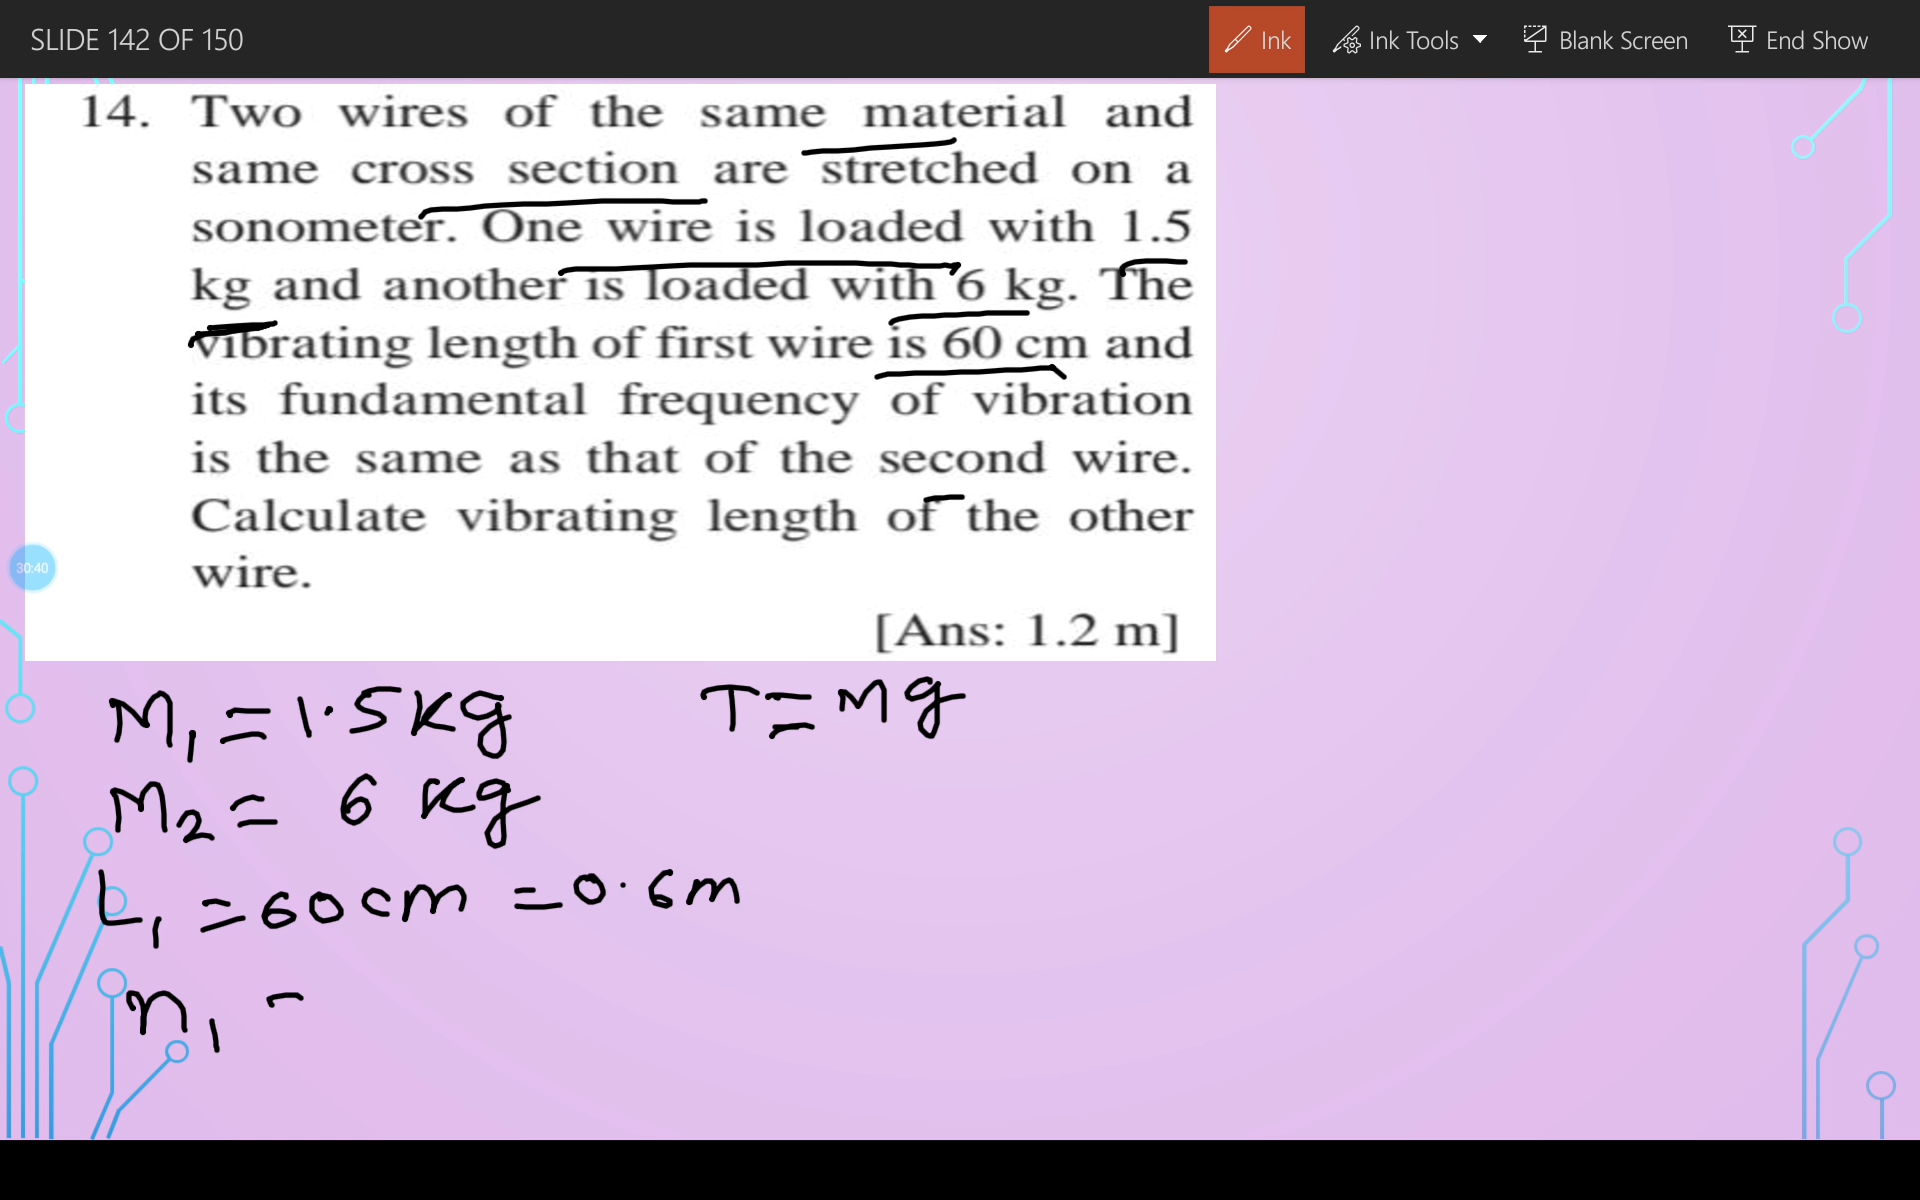 SLIDE 142 OF 150
Ink Ink Tools Blank Screen End Show
14. Two wires of the same material and
same cross section are stretched on a
sonometer. One wire is loaded with 1.5
kg and another is loaded with 6 kg. The
vibrating length of first wire is 60 cm and
its fundamental frequency of vibration
is the same as that of the second wire.
Calculate vibrating length of the other
wire.
30:40
[Ans: 1.2 m]
M₁ = 1.5 Kg T = Mg
M₂ = 6 Kg
L₁ = 60 cm = 0.6 m
n₁ -